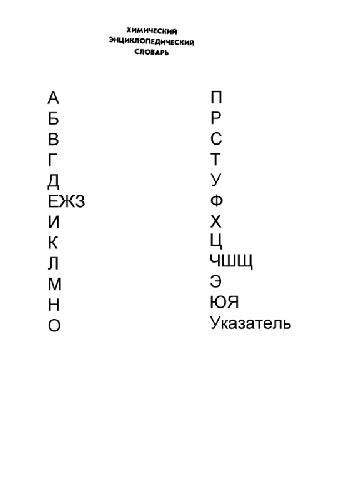 ХИМИЧЕСКИЙ
ЭНЦИКЛОПЕДИЧЕСКИЙ
СЛОВАРЬ
А
Б
В
Г
Д
ЕЖЗ
И
К
Л
М
Н
О
П
Р
С
Т
У
Ф
Х
Ц
ЧШЩ
Э
ЮЯ
Указатель